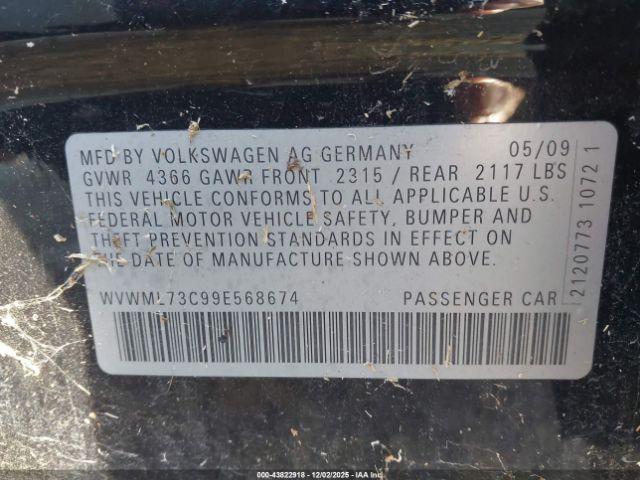 MFD BY VOLKSWAGEN AG GERMANY 05/09
GVWR 4366 GAWR FRONT 2315 / REAR 2117 LBS
THIS VEHICLE CONFORMS TO ALL APPLICABLE U.S.
FEDERAL MOTOR VEHICLE SAFETY, BUMPER AND
THEFT PREVENTION STANDARDS IN EFFECT ON
THE DATE OF MANUFACTURE SHOWN ABOVE.
WVWML73C99E568674 PASSENGER CAR
2120773 1072 1
000-43822918 - 12/02/2025 - IAAI.COM